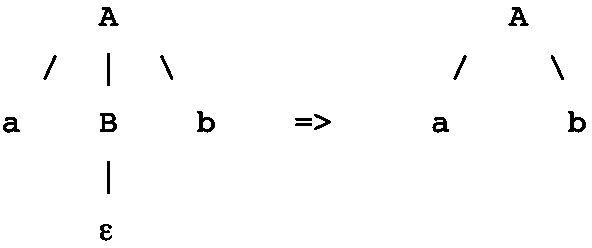 A A
/ | \ / \
a B b => a b
|
ε